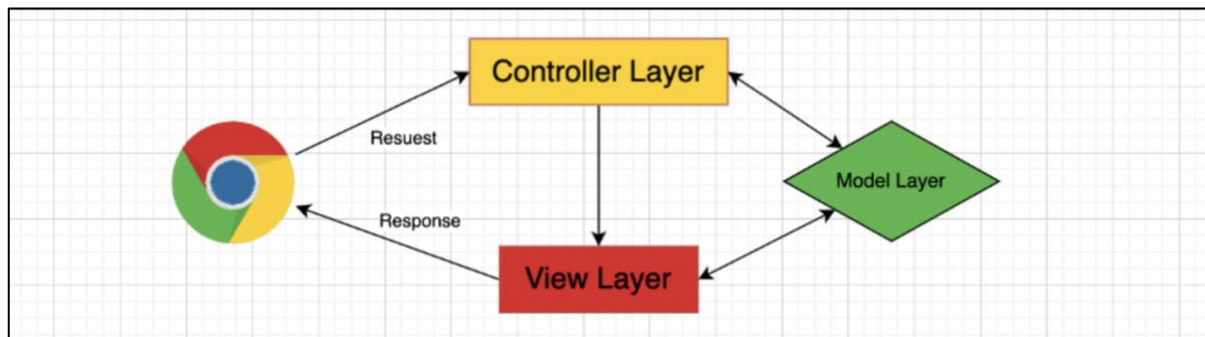 Controller Layer
Resuest
Model Layer
Response
View Layer